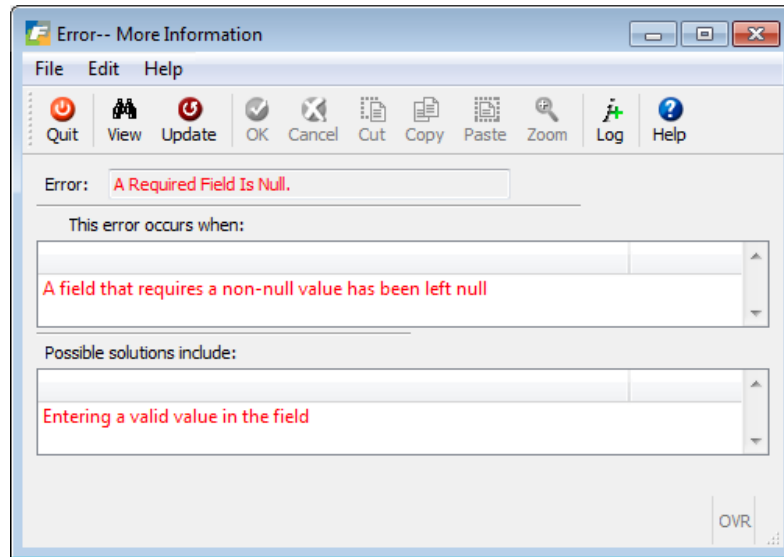 Error-- More Information
File Edit Help
Quit View Update OK Cancel Cut Copy Paste Zoom Log Help
Error: A Required Field Is Null.
This error occurs when:
A field that requires a non-null value has been left null
Possible solutions include:
Entering a valid value in the field
OVR